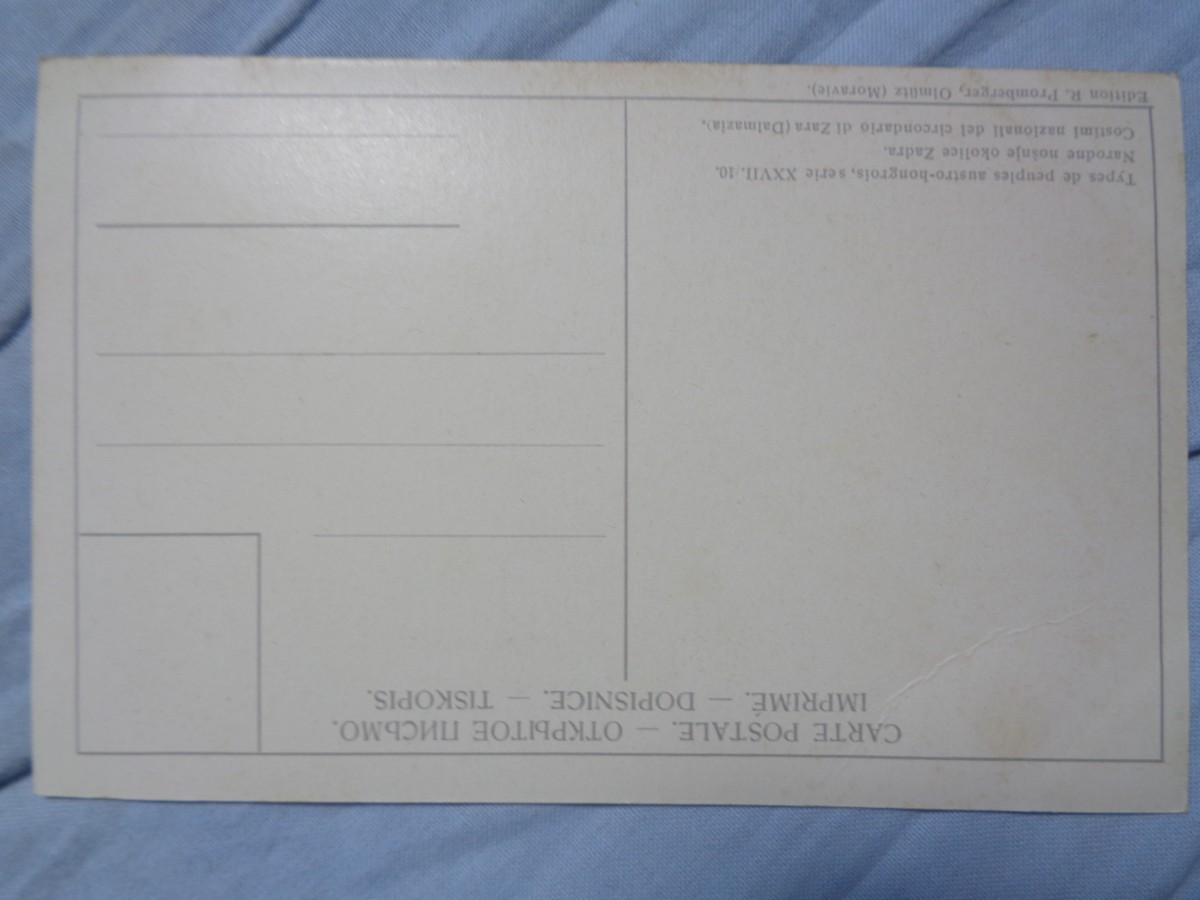 CARTE POSTALE. — ОТКРЫТОЕ ПИСЬМО.
IMPRIMÉ. — DOPISNICE. — TISKOPIS.
Types de peuples austro-hongrois, serie XXVII./10.
Narodne nošnje okolice Zadra.
Costimi nazionali del circondario di Zara (Dalmazia).
Edition R. Promberger, Olmütz (Moravie).